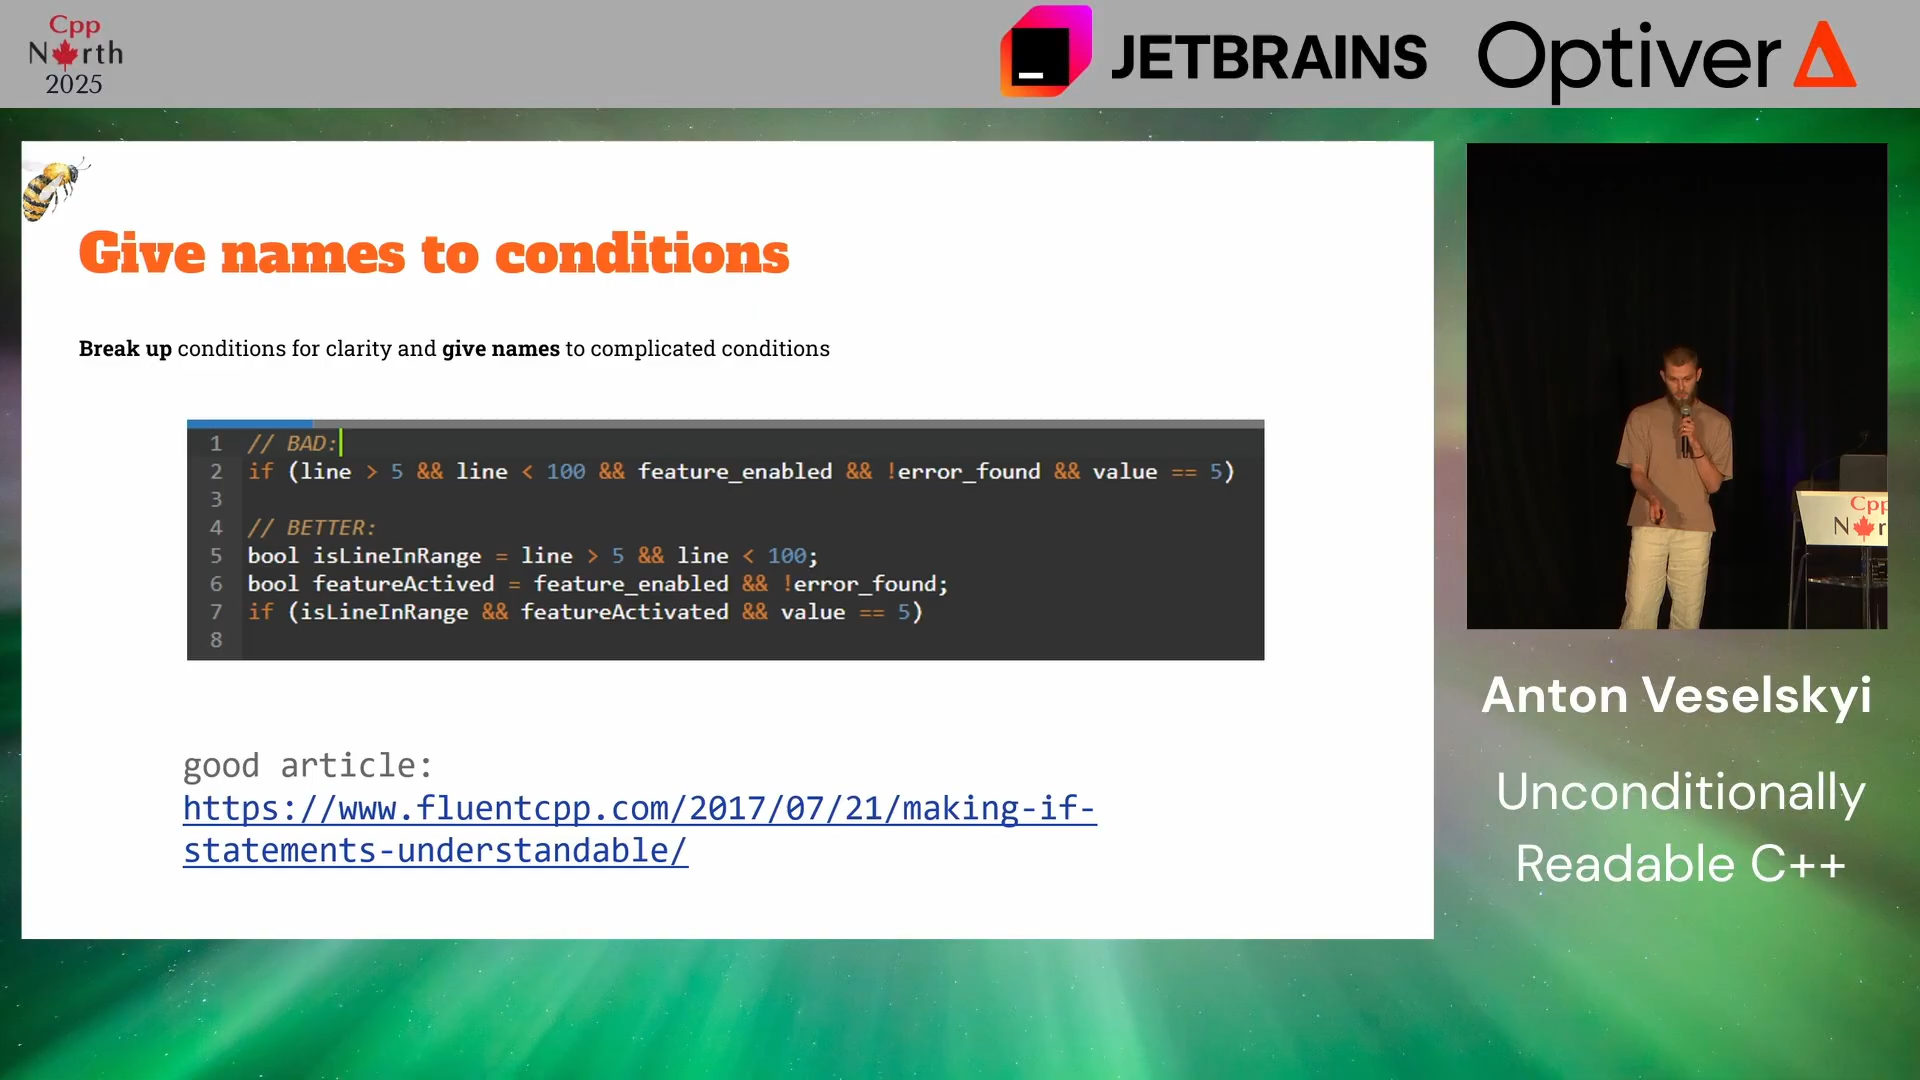 Cpp
North
2025
JETBRAINS
Optiver
Give names to conditions
Break up conditions for clarity and give names to complicated conditions
1 // BAD:
2 if (line > 5 && line < 100 && feature_enabled && !error_found && value == 5)
3
4 // BETTER:
5 bool isLineInRange = line > 5 && line < 100;
6 bool featureActived = feature_enabled && !error_found;
7 if (isLineInRange && featureActivated && value == 5)
8
good article:
https://www.fluentcpp.com/2017/07/21/making-if-
statements-understandable/
Cpp
Nor
Anton Veselskyi
Unconditionally
Readable C++